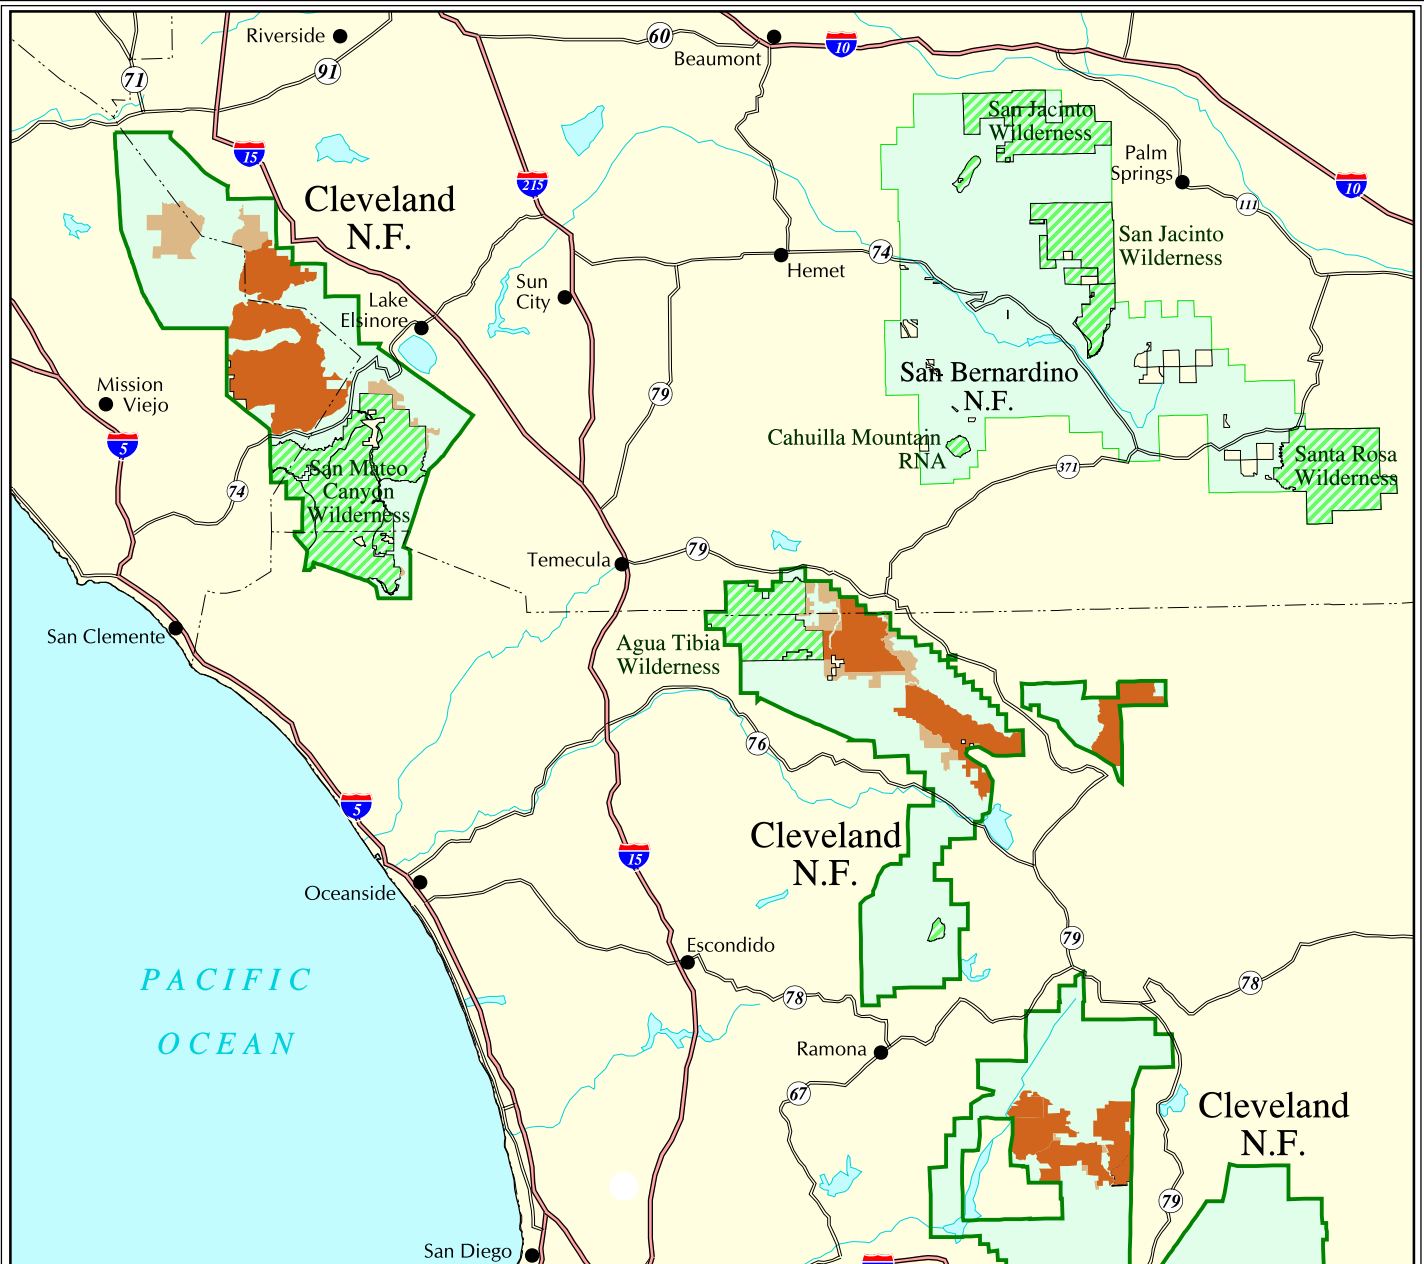 Riverside
60
Beaumont
10
71
91
15
San Jacinto
Wilderness
Palm
Springs
10
111
215
Cleveland
N.F.
San Jacinto
Wilderness
74
Hemet
Sun
City
Lake
Elsinore
San Bernardino
N.F.
Mission
Viejo
79
5
Cahuilla Mountain
RNA
Santa Rosa
Wilderness
371
San Mateo
Canyon
Wilderness
74
Temecula
79
San Clemente
Agua Tibia
Wilderness
76
5
Cleveland
N.F.
15
Oceanside
Escondido
79
PACIFIC
OCEAN
78
78
Ramona
67
Cleveland
N.F.
79
San Diego